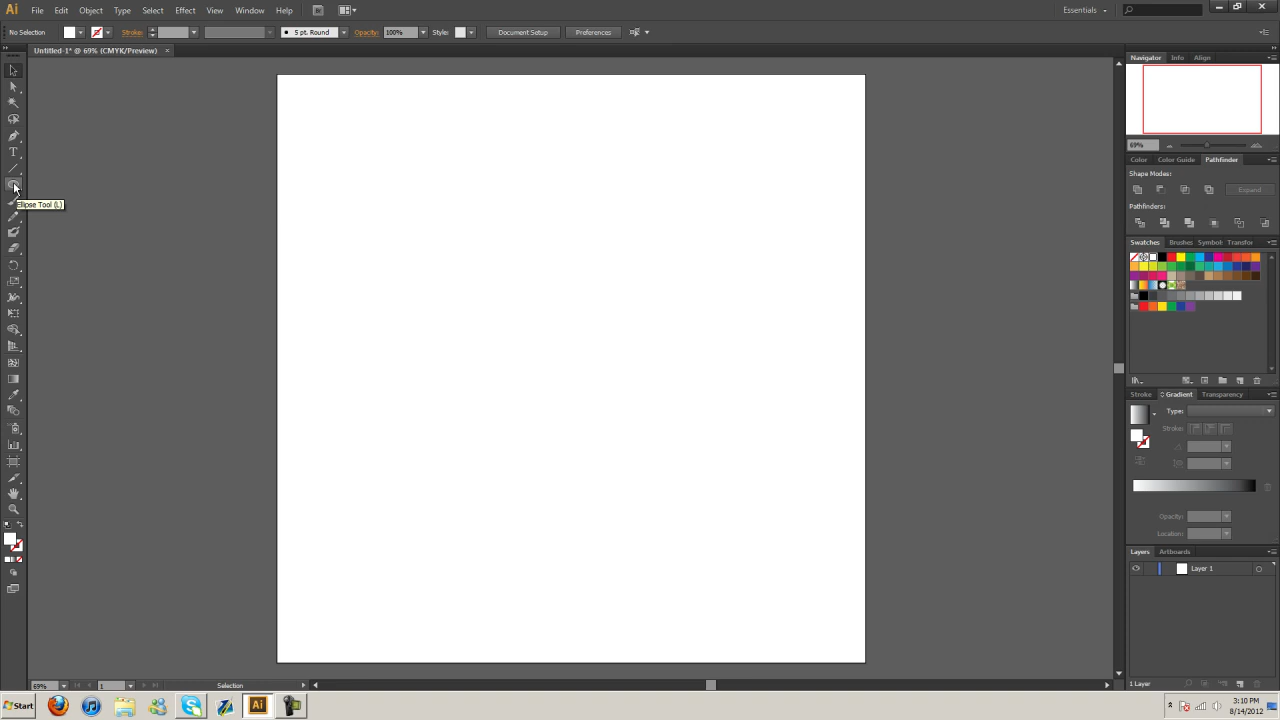 Ai File Edit Object Type Select Effect View Window Help Br Essentials
No Selection Stroke: 5 pt. Round Opacity: 100% Style: Document Setup Preferences
Untitled-1* @ 69% (CMYK/Preview) ×
Navigator Info Align
69%
Color Color Guide Pathfinder
Shape Modes:
Expand
Pathfinders:
Ellipse Tool (L)
Swatches Brushes Symbol: Transfor
Stroke Gradient Transparency
Type:
Stroke:
Opacity:
Location:
Layers Artboards
Layer 1
1 Layer
69% 1 Selection
Start Ai 3:10 PM
8/14/2012